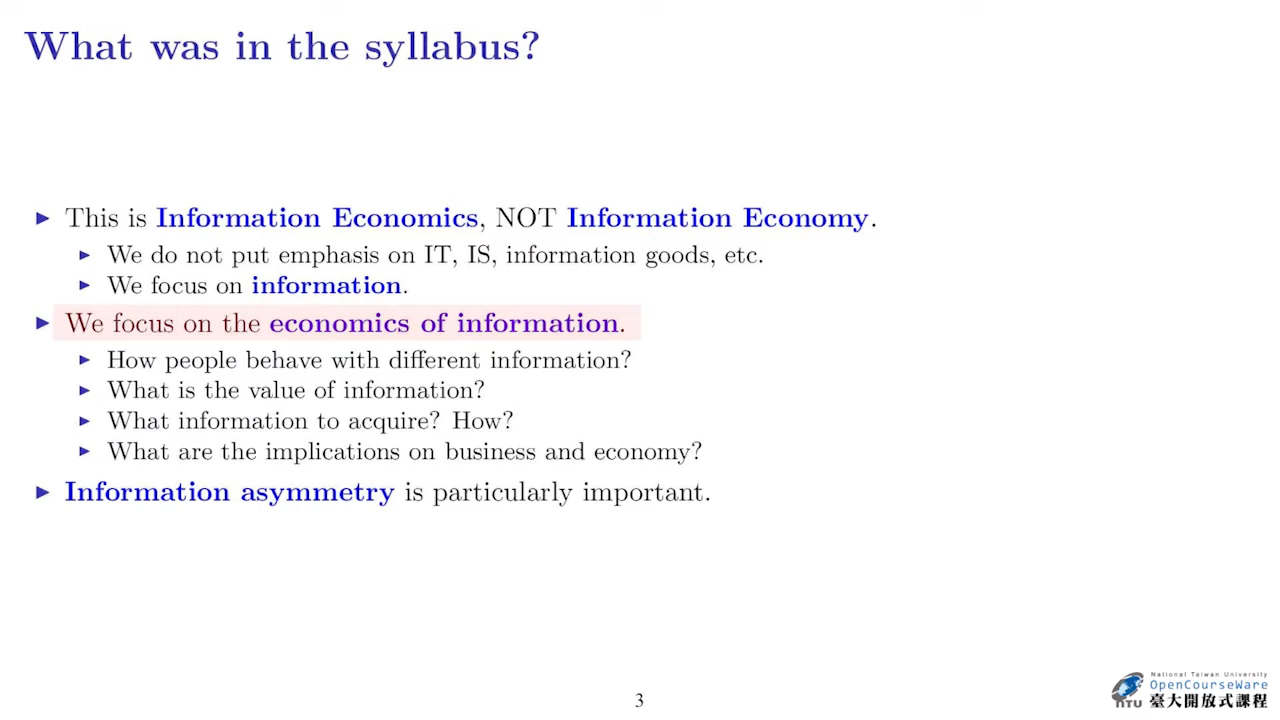 What was in the syllabus?
This is Information Economics, NOT Information Economy.
We do not put emphasis on IT, IS, information goods, etc.
We focus on information.
We focus on the economics of information.
How people behave with different information?
What is the value of information?
What information to acquire? How?
What are the implications on business and economy?
Information asymmetry is particularly important.
3
National Taiwan University
OpenCourseWare
NTU 臺大開放式課程